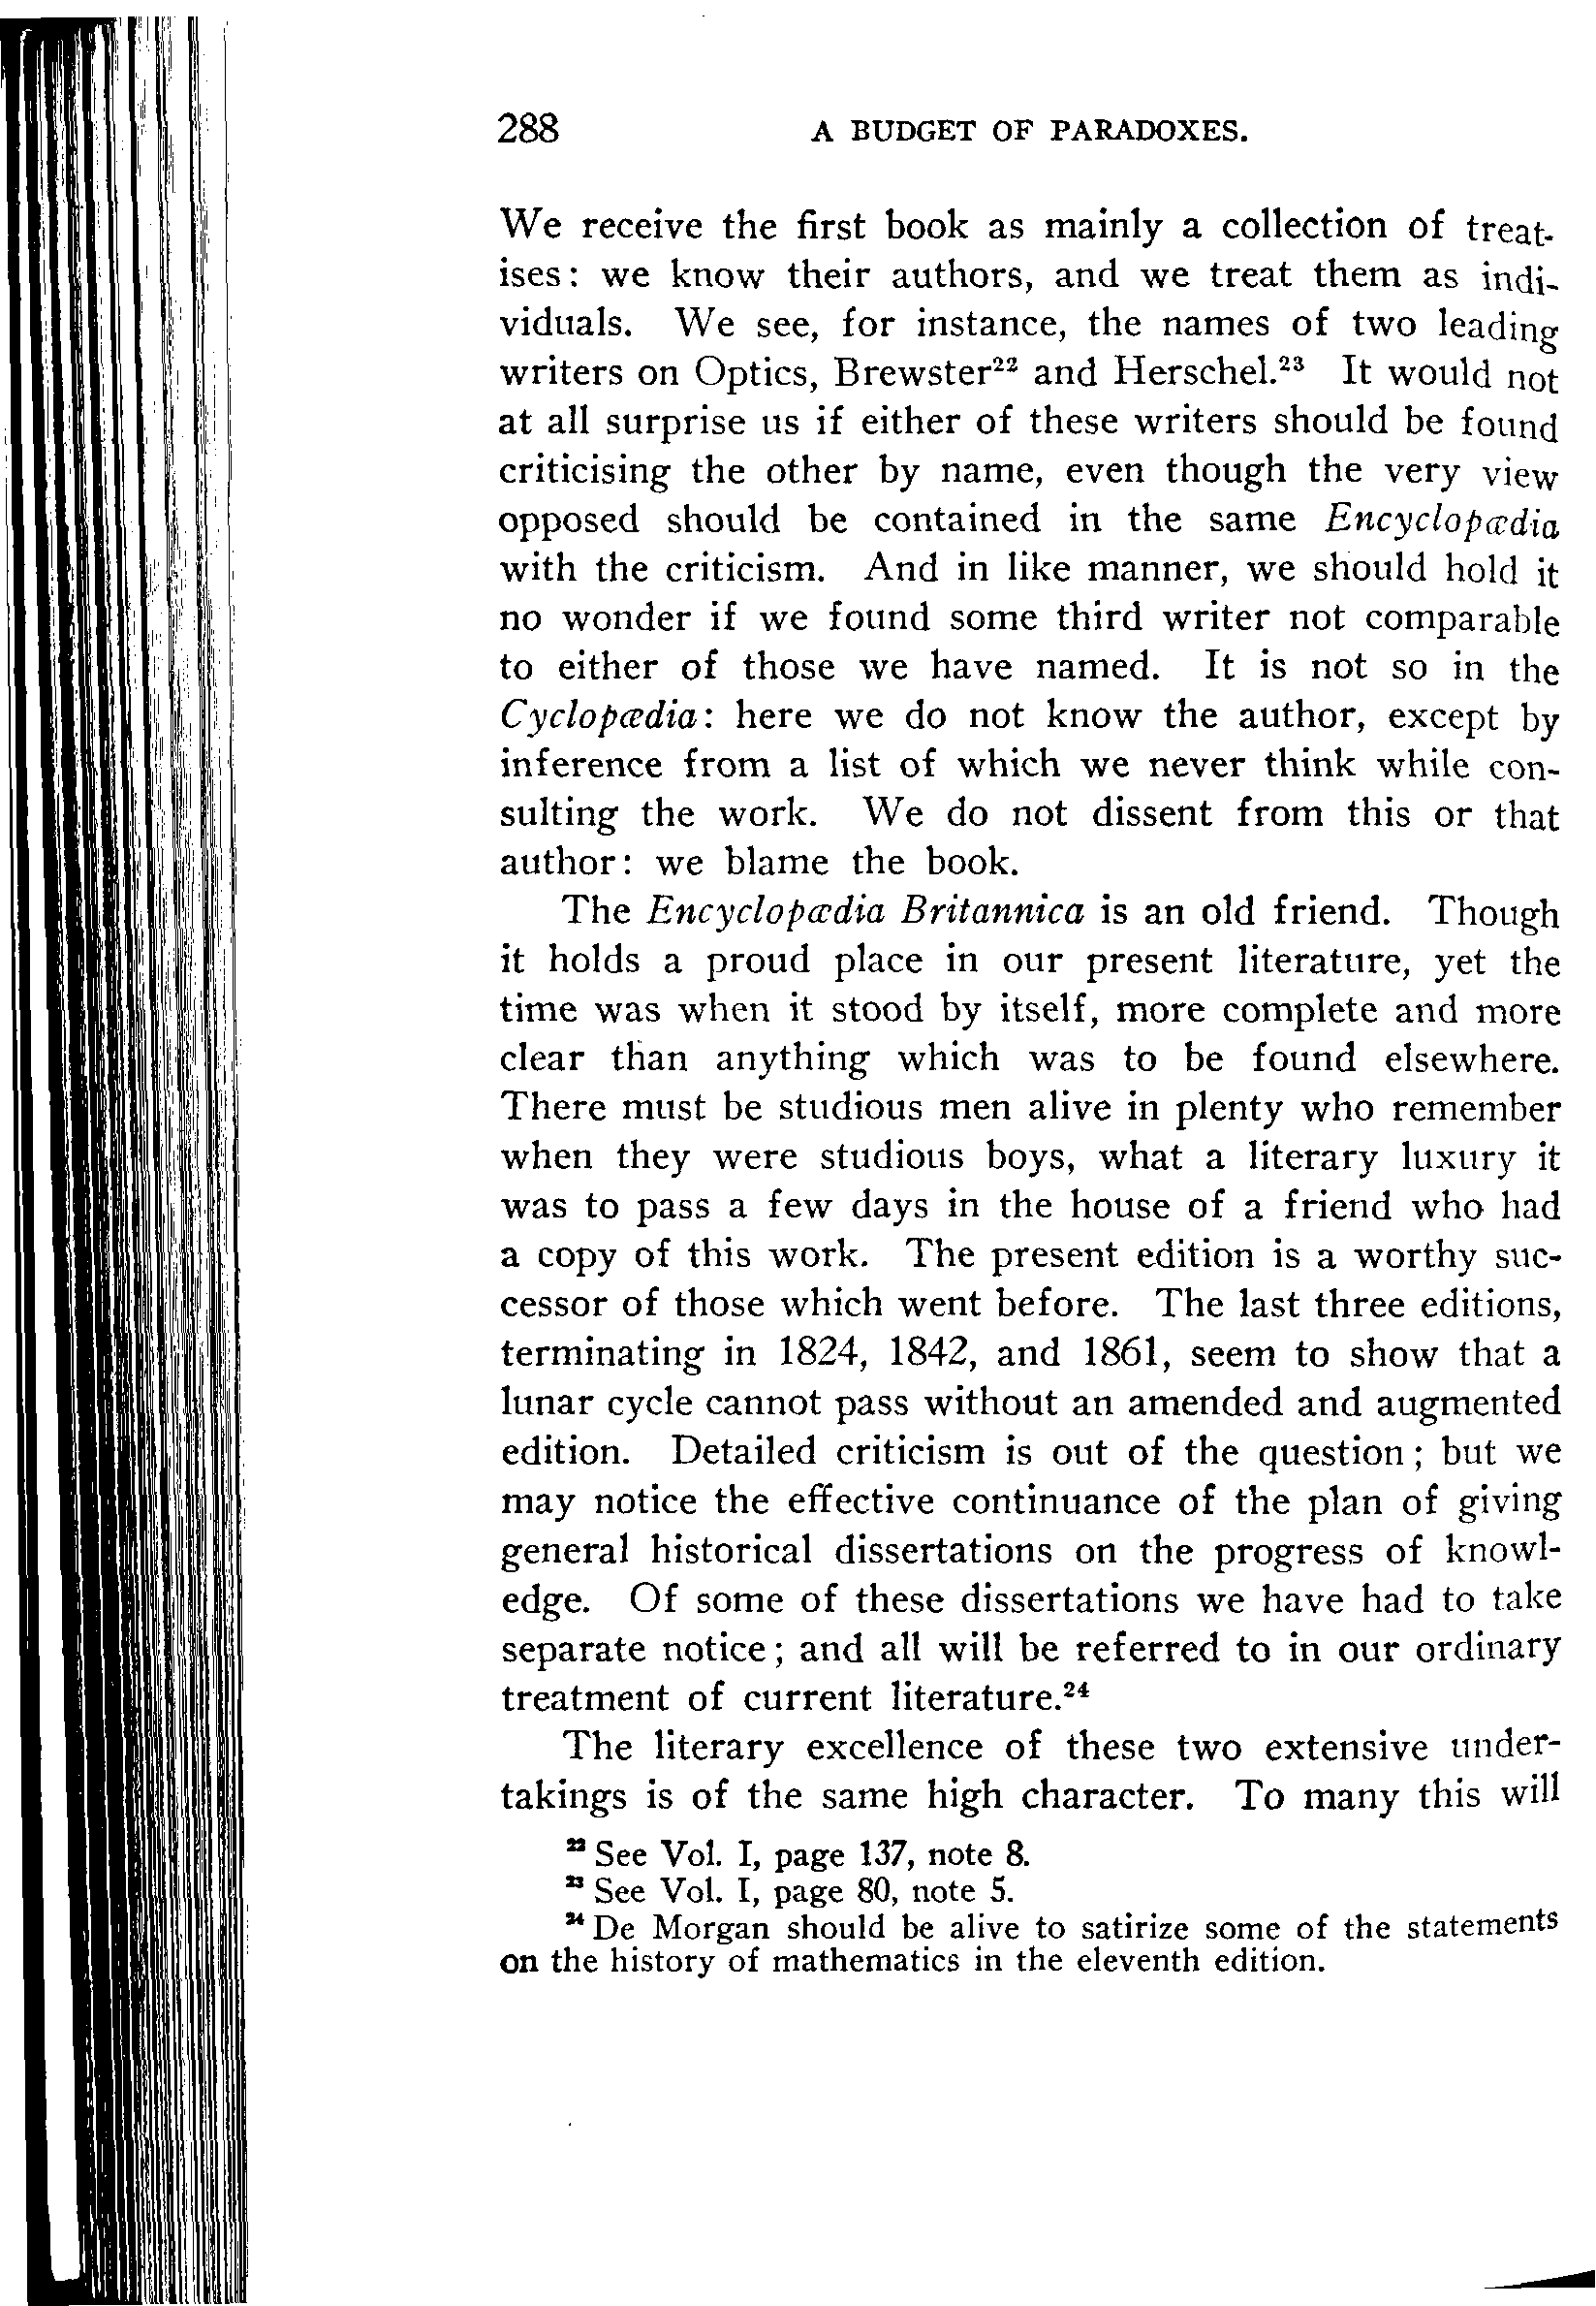 288 A BUDGET OF PARADOXES.
We receive the first book as mainly a collection of treat-
ises: we know their authors, and we treat them as indi-
viduals. We see, for instance, the names of two leading
writers on Optics, Brewster²² and Herschel.²³ It would not
at all surprise us if either of these writers should be found
criticising the other by name, even though the very view
opposed should be contained in the same Encyclopædia
with the criticism. And in like manner, we should hold it
no wonder if we found some third writer not comparable
to either of those we have named. It is not so in the
Cyclopædia: here we do not know the author, except by
inference from a list of which we never think while con-
sulting the work. We do not dissent from this or that
author: we blame the book.
The Encyclopædia Britannica is an old friend. Though
it holds a proud place in our present literature, yet the
time was when it stood by itself, more complete and more
clear than anything which was to be found elsewhere.
There must be studious men alive in plenty who remember
when they were studious boys, what a literary luxury it
was to pass a few days in the house of a friend who had
a copy of this work. The present edition is a worthy suc-
cessor of those which went before. The last three editions,
terminating in 1824, 1842, and 1861, seem to show that a
lunar cycle cannot pass without an amended and augmented
edition. Detailed criticism is out of the question; but we
may notice the effective continuance of the plan of giving
general historical dissertations on the progress of knowl-
edge. Of some of these dissertations we have had to take
separate notice; and all will be referred to in our ordinary
treatment of current literature.²⁴
The literary excellence of these two extensive under-
takings is of the same high character. To many this will
²² See Vol. I, page 137, note 8.
²³ See Vol. I, page 80, note 5.
²⁴ De Morgan should be alive to satirize some of the statements
on the history of mathematics in the eleventh edition.